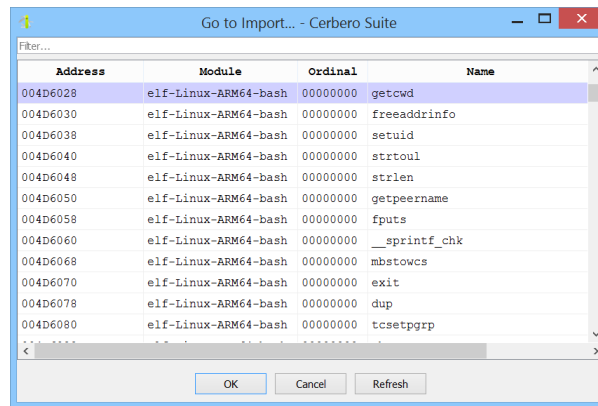 Go to Import... - Cerbero Suite
Filter...
Address Module Ordinal Name
004D6028 elf-Linux-ARM64-bash 00000000 getcwd
004D6030 elf-Linux-ARM64-bash 00000000 freeaddrinfo
004D6038 elf-Linux-ARM64-bash 00000000 setuid
004D6040 elf-Linux-ARM64-bash 00000000 strtoul
004D6048 elf-Linux-ARM64-bash 00000000 strlen
004D6050 elf-Linux-ARM64-bash 00000000 getpeername
004D6058 elf-Linux-ARM64-bash 00000000 fputs
004D6060 elf-Linux-ARM64-bash 00000000 __sprintf_chk
004D6068 elf-Linux-ARM64-bash 00000000 mbstowcs
004D6070 elf-Linux-ARM64-bash 00000000 exit
004D6078 elf-Linux-ARM64-bash 00000000 dup
004D6080 elf-Linux-ARM64-bash 00000000 tcsetpgrp
OK Cancel Refresh